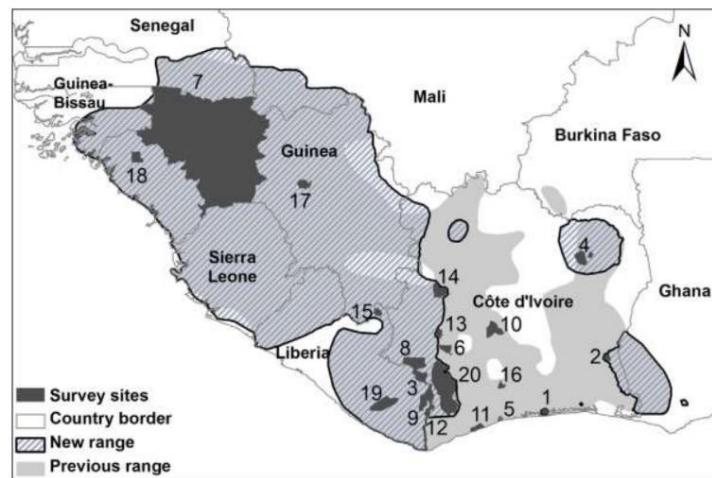 Senegal
N
7
Guinea-
Bissau
Mali
Burkina Faso
Guinea
18
17
4
Sierra
Leone
14
Côte d'Ivoire
Ghana
15
13
10
Liberia
6
8
2
20
3
16
19
1
5
9
11
12
Survey sites
Country border
New range
Previous range